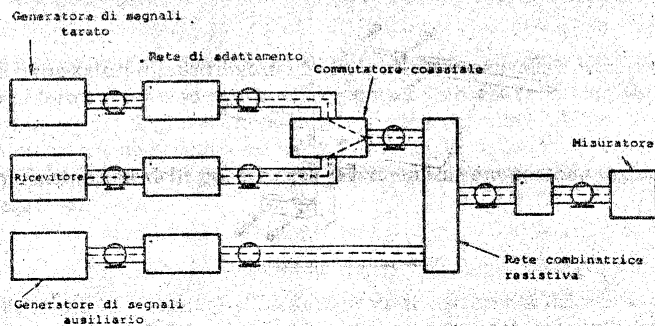 Generatore di segnali
tarato
Rete di adattamento
Commutatore coassiale
Misuratore
Ricevitore
Rete combinatrice
resistiva
Generatore di segnali
ausiliario